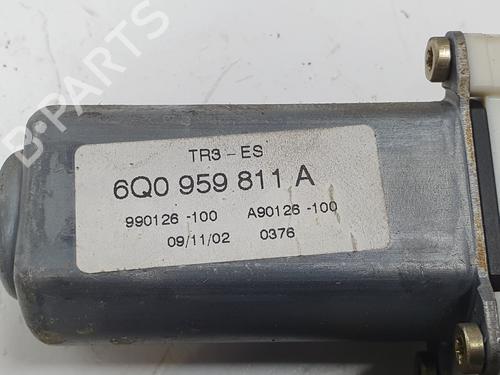 B-PARTS
TR3 - ES
6Q0 959 811 A
990126 -100 A90126 -100
09/11/02 0376